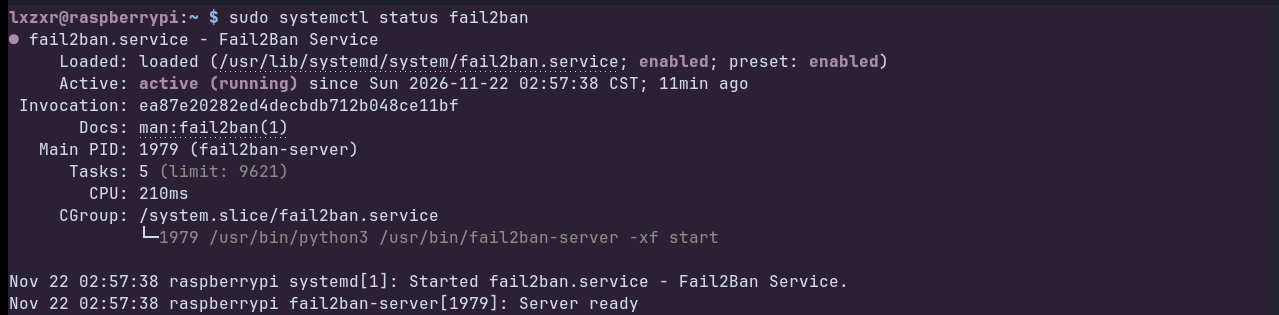 lxzxr@raspberrypi:~ $ sudo systemctl status fail2ban
● fail2ban.service - Fail2Ban Service
     Loaded: loaded (/usr/lib/systemd/system/fail2ban.service; enabled; preset: enabled)
     Active: active (running) since Sun 2026-11-22 02:57:38 CST; 11min ago
 Invocation: ea87e20282ed4decbdb712b048ce11bf
       Docs: man:fail2ban(1)
   Main PID: 1979 (fail2ban-server)
      Tasks: 5 (limit: 9621)
        CPU: 210ms
     CGroup: /system.slice/fail2ban.service
             └─1979 /usr/bin/python3 /usr/bin/fail2ban-server -xf start
Nov 22 02:57:38 raspberrypi systemd[1]: Started fail2ban.service - Fail2Ban Service.
Nov 22 02:57:38 raspberrypi fail2ban-server[1979]: Server ready